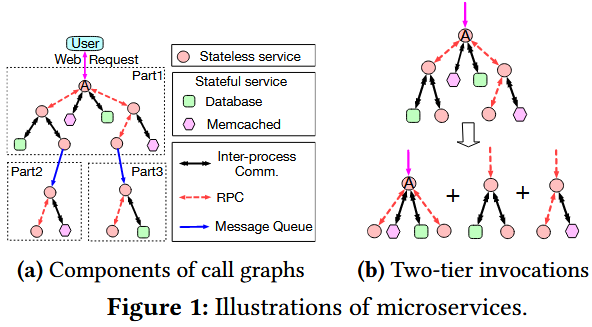 User
Web Request
Part1
A
Part2
Part3
Stateless service
Stateful service
Database
Memcached
Inter-process
Comm.
RPC
Message Queue
(a) Components of call graphs
A
A
+
+
(b) Two-tier invocations
Figure 1: Illustrations of microservices.